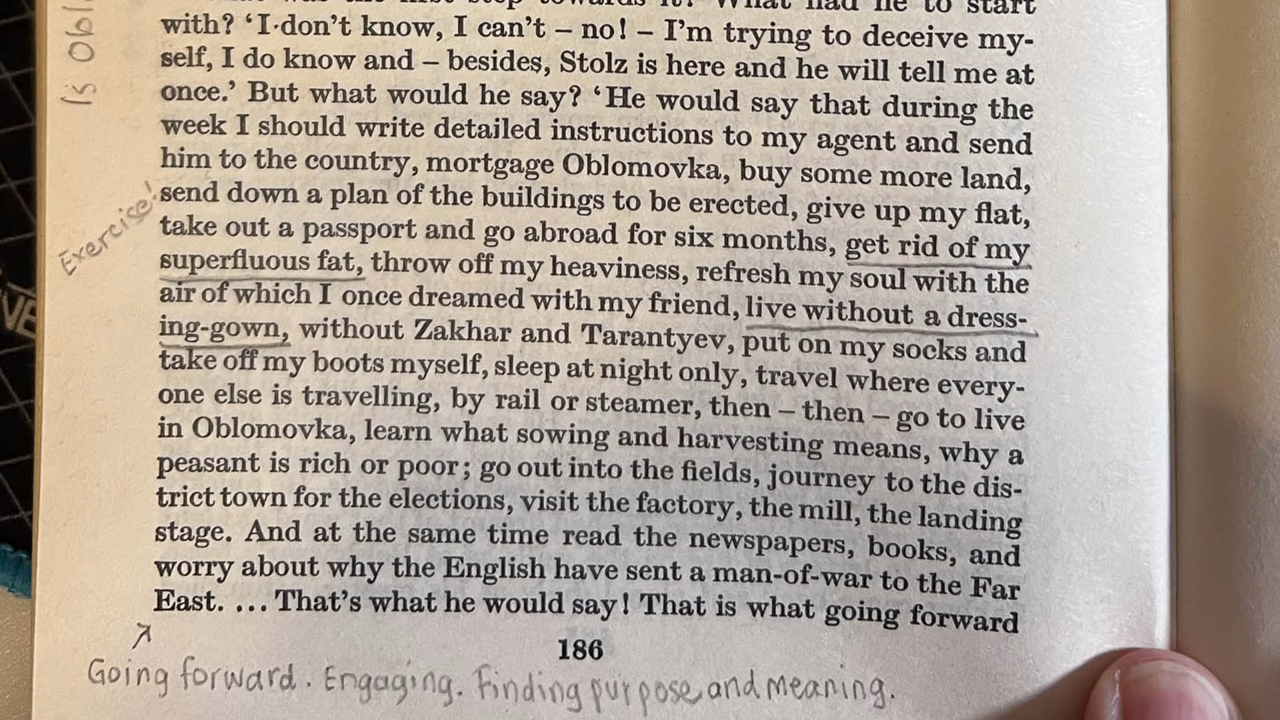 with? ‘I don't know, I can't – no! – I'm trying to deceive my-
self, I do know and – besides, Stolz is here and he will tell me at
once.’ But what would he say? ‘He would say that during the
week I should write detailed instructions to my agent and send
him to the country, mortgage Oblomovka, buy some more land,
send down a plan of the buildings to be erected, give up my flat,
take out a passport and go abroad for six months, get rid of my
superfluous fat, throw off my heaviness, refresh my soul with the
air of which I once dreamed with my friend, live without a dress-
ing-gown, without Zakhar and Tarantyev, put on my socks and
take off my boots myself, sleep at night only, travel where every-
one else is travelling, by rail or steamer, then – then – go to live
in Oblomovka, learn what sowing and harvesting means, why a
peasant is rich or poor; go out into the fields, journey to the dis-
trict town for the elections, visit the factory, the mill, the landing
stage. And at the same time read the newspapers, books, and
worry about why the English have sent a man-of-war to the Far
East. ... That's what he would say! That is what going forward
186
Exercise!
is
Going forward. Engaging. Finding purpose and meaning.